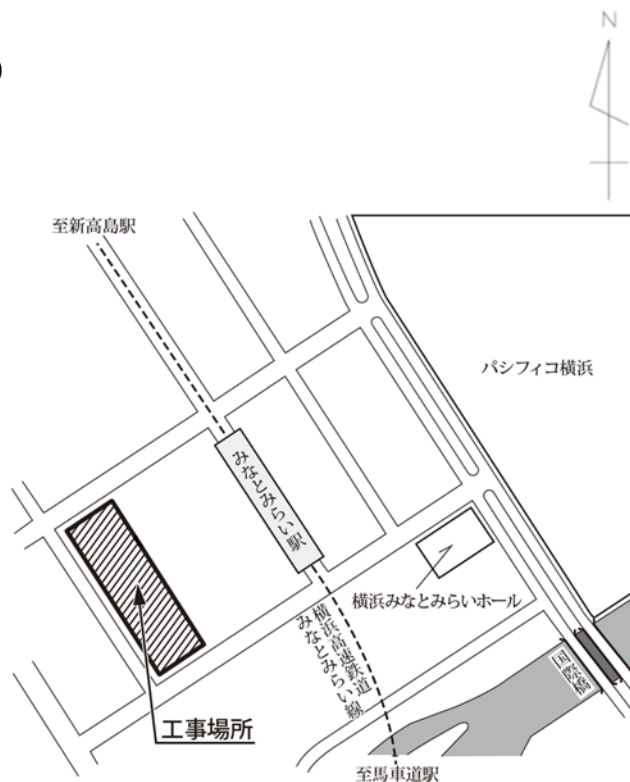 )
N
至新高島駅
パシフィコ横浜
みなとみらい駅
横浜みなとみらいホール
横浜高速鉄道
みなとみらい線
国際橋
工事場所
至馬車道駅